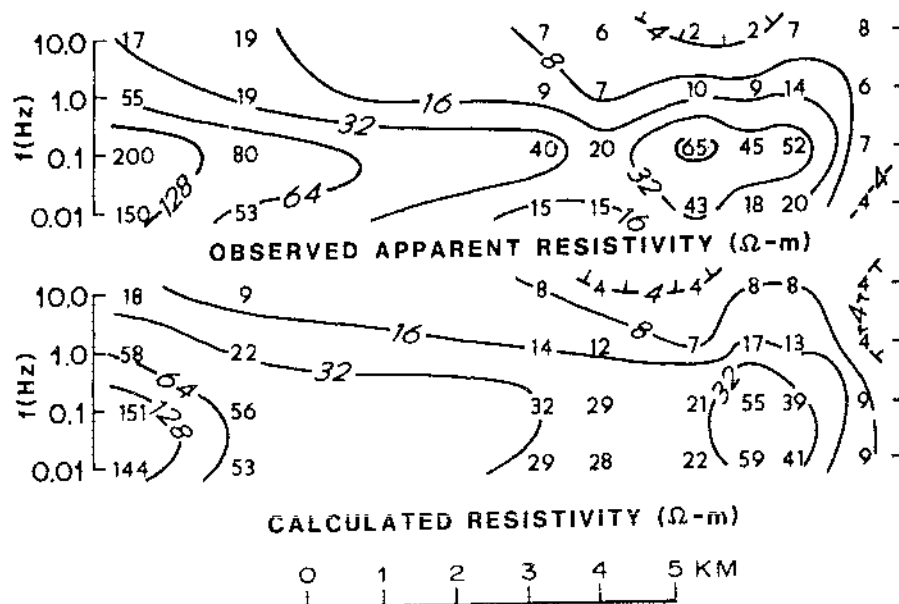 10.0 17 19 7 6 4 2 2 7 8
8
1.0 55 19 16 9 7 10 9 14 6
32
0.1 200 80 40 20 65 45 52 7
128 64 32 4
0.01 150 53 15 15 16 43 18 20 4
f(Hz)
OBSERVED APPARENT RESISTIVITY (Ω-m)
10.0 18 9 8 4 4 4 8 8 4
16 8 4
1.0 58 22 14 12 7 17 13 4
64 32 32
0.1 151 56 32 29 21 55 39 9
128
0.01 144 53 29 28 22 59 41 9
f(Hz)
CALCULATED RESISTIVITY (Ω-m)
0 1 2 3 4 5 KM